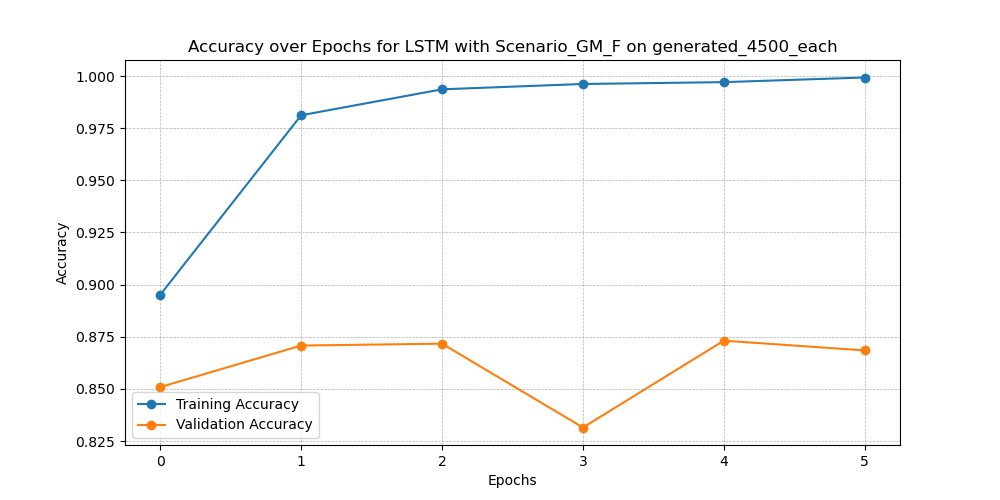 Accuracy over Epochs for LSTM with Scenario_GM_F on generated_4500_each
1.000
0.975
0.950
0.925
0.900
0.875
0.850
0.825
Accuracy
Training Accuracy
Validation Accuracy
0 1 2 3 4 5
Epochs